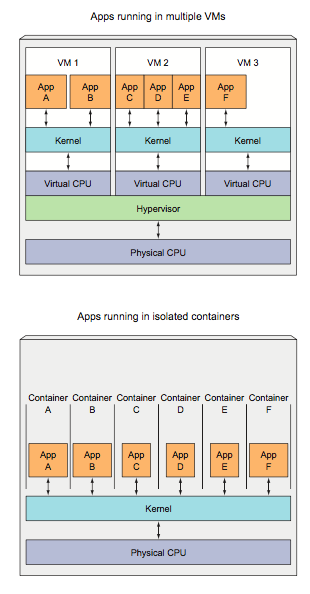 Apps running in multiple VMs
VM 1 VM 2 VM 3
App App App App App App
A B C D E F
Kernel Kernel Kernel
Virtual CPU Virtual CPU Virtual CPU
Hypervisor
Physical CPU
Apps running in isolated containers
Container Container Container Container Container Container
A B C D E F
App App App App App App
A B C D E F
Kernel
Physical CPU